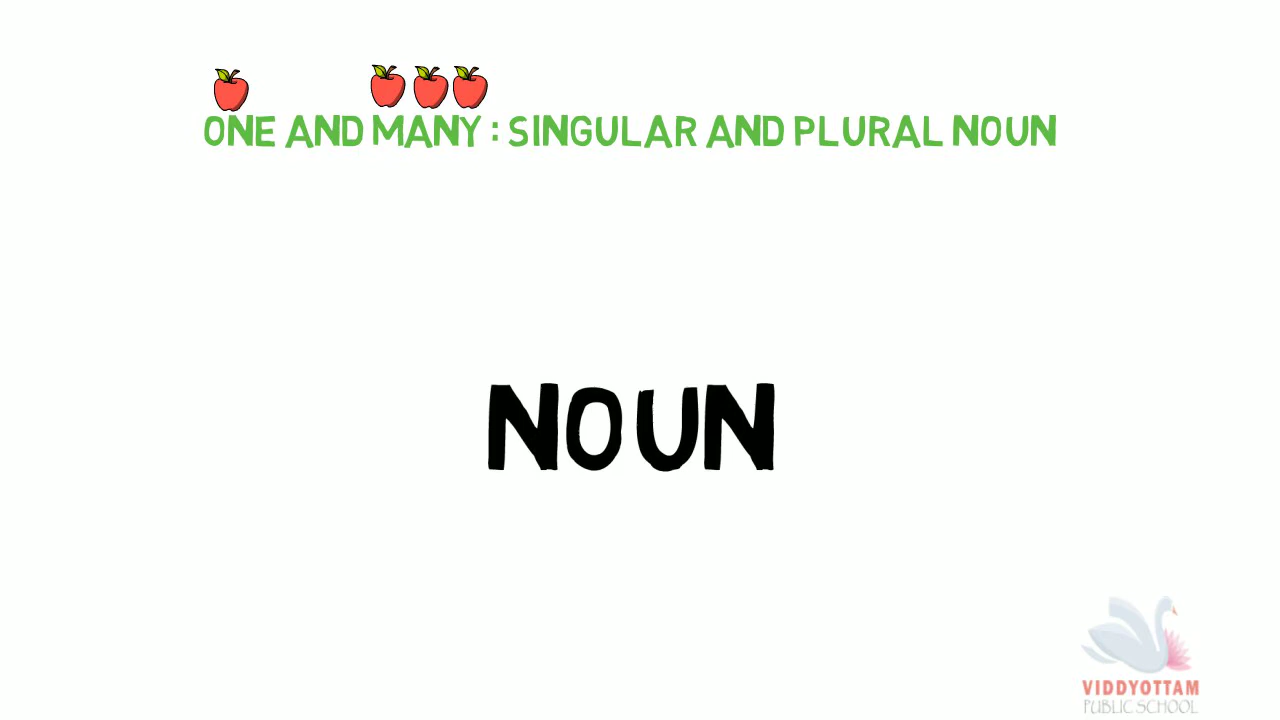 ONE AND MANY : SINGULAR AND PLURAL NOUN
NOUN
VIDDYOTTAM
PUBLIC SCHOOL